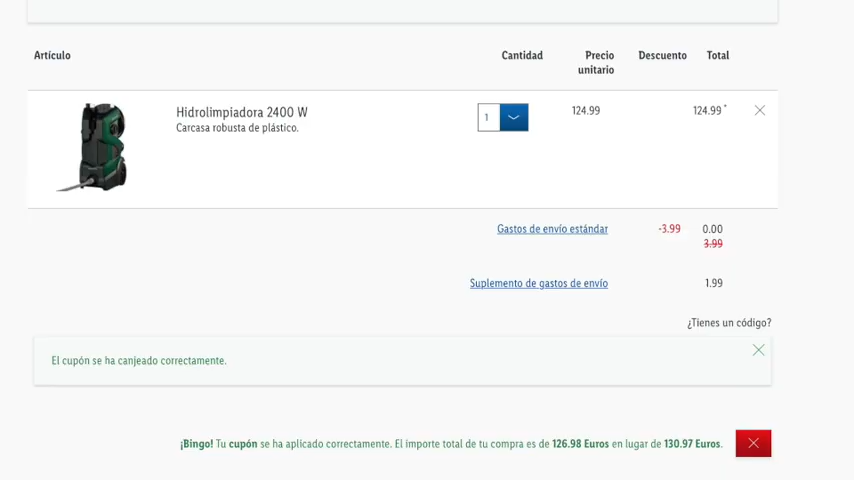 Artículo Cantidad Precio unitario Descuento Total
Hidrolimpiadora 2400 W 1 124.99 124.99 *
Carcasa robusta de plástico.
Gastos de envío estándar -3.99 0.00
3.99
Suplemento de gastos de envío 1.99
¿Tienes un código?
El cupón se ha canjeado correctamente.
¡Bingo! Tu cupón se ha aplicado correctamente. El importe total de tu compra es de 126.98 Euros en lugar de 130.97 Euros.